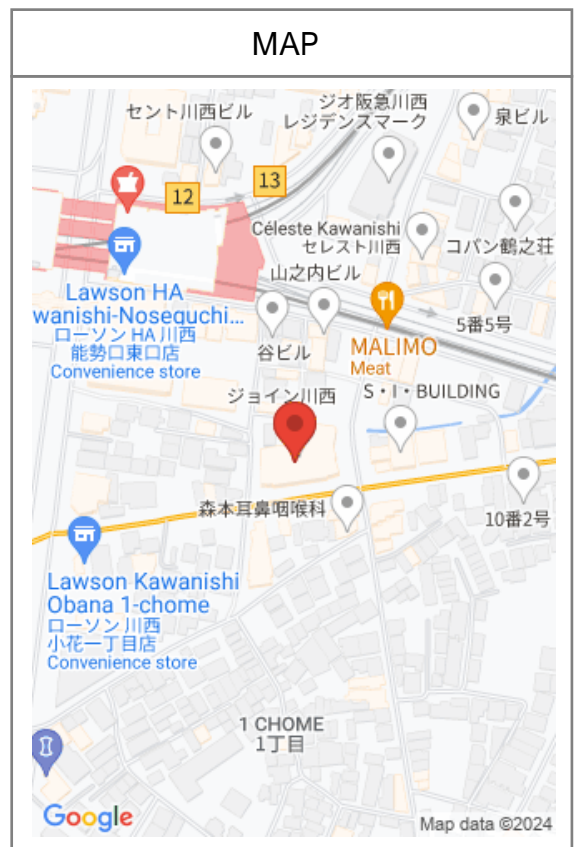 MAP
セント川西ビル
ジオ阪急川西
レジデンスマーク
泉ビル
13
12
Céleste Kawanishi
セレスト川西
コパン鶴之荘
山之内ビル
Lawson HA
wanishi-Noseguchi...
ローソン HA 川西
能勢口東口店
Convenience store
5番5号
谷ビル
MALIMO
Meat
ジョイン川西
S・I・BUILDING
森本耳鼻咽喉科
10番2号
Lawson Kawanishi
Obana 1-chome
ローソン 川西
小花一丁目店
Convenience store
1 CHOME
1丁目
Google
Map data ©2024